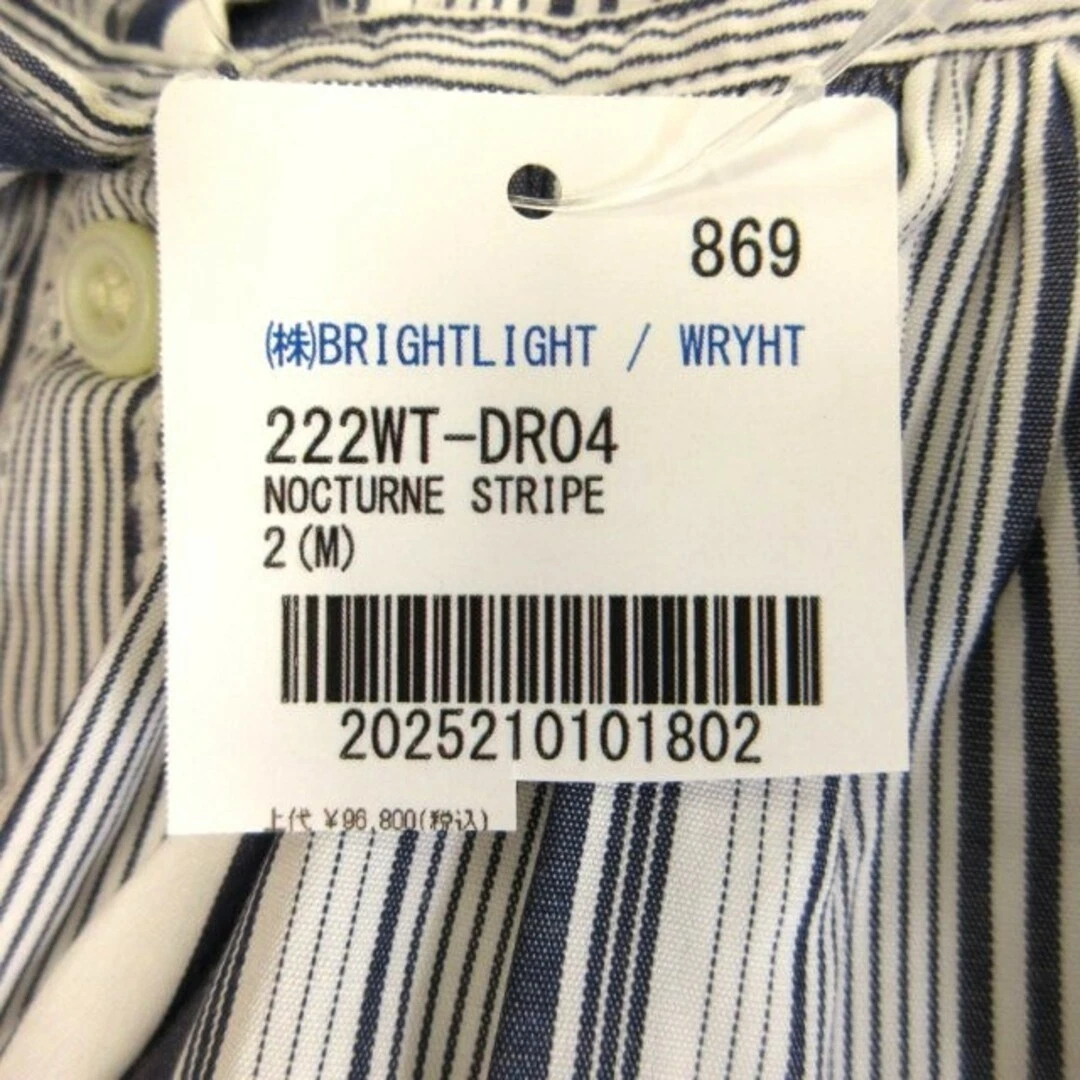 869
㈱BRIGHTLIGHT / WRYHT
222WT-DR04
NOCTURNE STRIPE
2(M)
2025210101802
上代 ¥96,800(税込)